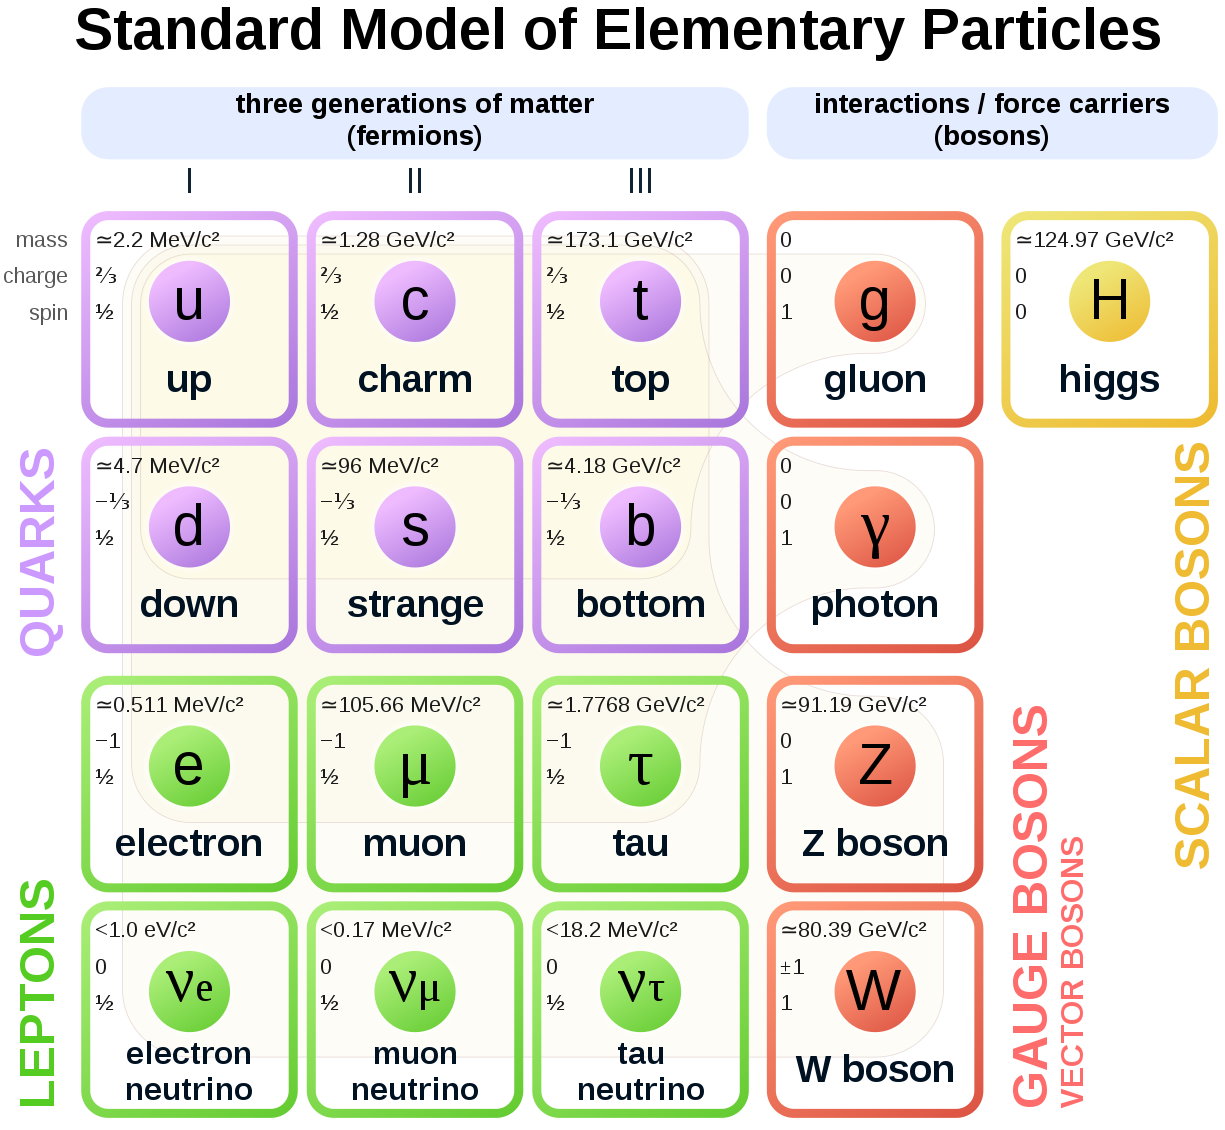 Standard Model of Elementary Particles
three generations of matter
(fermions)
interactions / force carriers
(bosons)
I
II
III
mass
charge
spin
≃2.2 MeV/c²
⅔
½
u
up
≃1.28 GeV/c²
⅔
½
c
charm
≃173.1 GeV/c²
⅔
½
t
top
0
0
1
g
gluon
≃124.97 GeV/c²
0
0
H
higgs
QUARKS
≃4.7 MeV/c²
−⅓
½
d
down
≃96 MeV/c²
−⅓
½
s
strange
≃4.18 GeV/c²
−⅓
½
b
bottom
0
0
1
γ
photon
SCALAR BOSONS
≃0.511 MeV/c²
−1
½
e
electron
≃105.66 MeV/c²
−1
½
μ
muon
≃1.7768 GeV/c²
−1
½
τ
tau
≃91.19 GeV/c²
0
1
Z
Z boson
LEPTONS
<1.0 eV/c²
0
½
νe
electron
neutrino
<0.17 MeV/c²
0
½
νμ
muon
neutrino
<18.2 MeV/c²
0
½
ντ
tau
neutrino
≃80.39 GeV/c²
±1
1
W
W boson
GAUGE BOSONS
VECTOR BOSONS